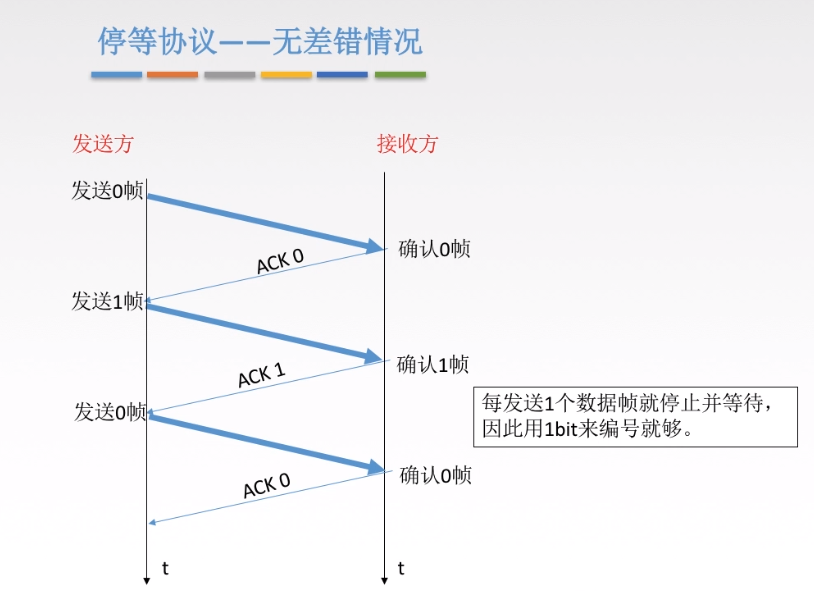 停等协议——无差错情况
发送方
接收方
发送0帧
确认0帧
ACK 0
发送1帧
确认1帧
ACK 1
每发送1个数据帧就停止并等待，
因此用1bit来编号就够。
发送0帧
确认0帧
ACK 0
t
t